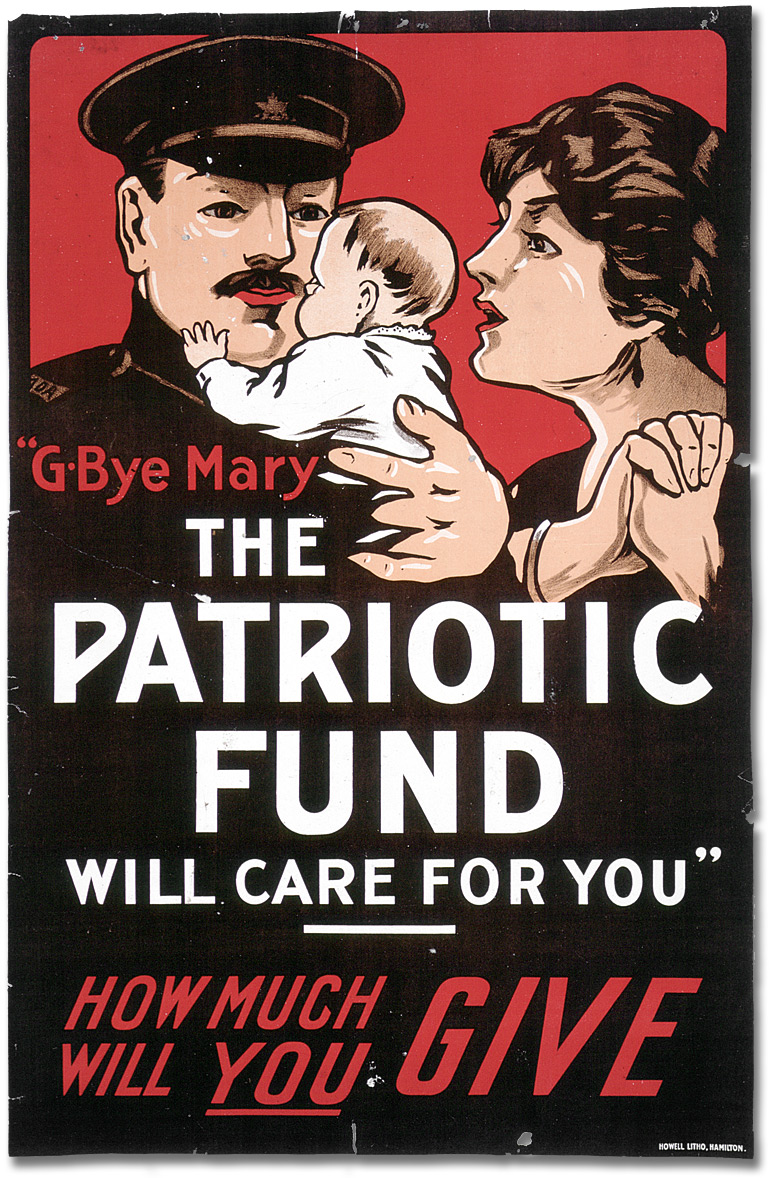 “G·Bye Mary
THE
PATRIOTIC
FUND
WILL CARE FOR YOU”
HOW MUCH
WILL YOU GIVE
HOWELL LITHO, HAMILTON.